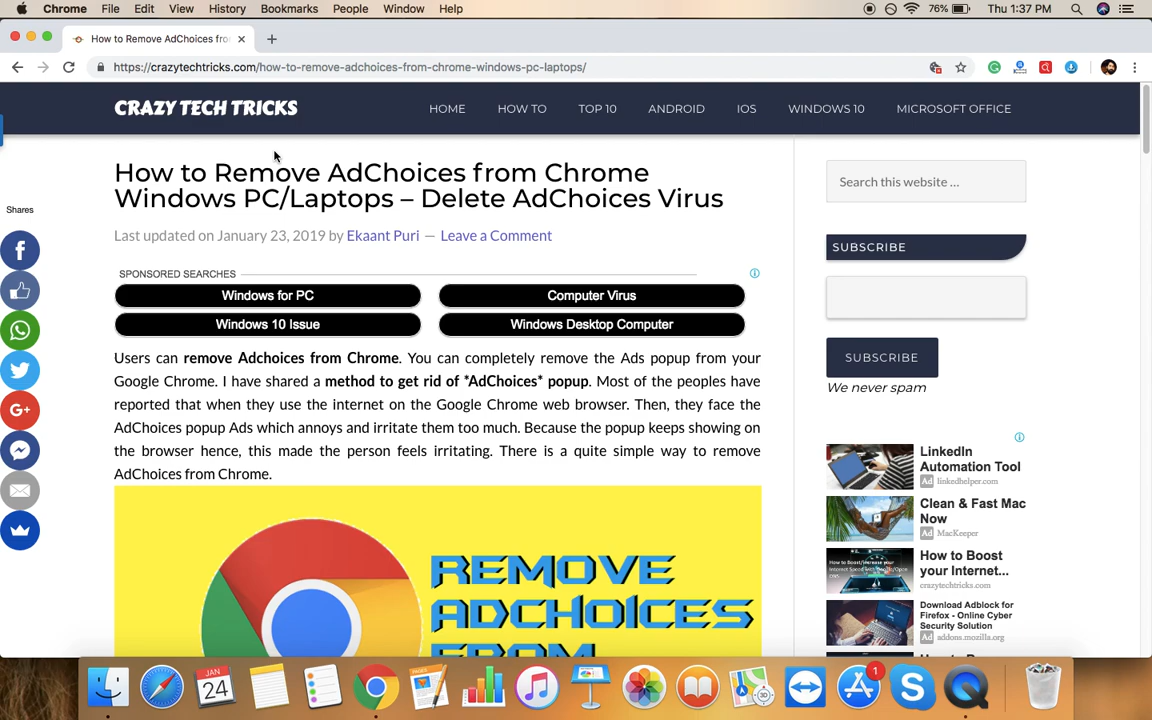 Chrome File Edit View History Bookmarks People Window Help 76% Thu 1:37 PM
How to Remove AdChoices fro
https://crazytechtricks.com/how-to-remove-adchoices-from-chrome-windows-pc-laptops/
CRAZY TECH TRICKS HOME HOW TO TOP 10 ANDROID IOS WINDOWS 10 MICROSOFT OFFICE
How to Remove AdChoices from Chrome
Windows PC/Laptops – Delete AdChoices Virus
Last updated on January 23, 2019 by Ekaant Puri — Leave a Comment
Shares
SPONSORED SEARCHES
Windows for PC Computer Virus
Windows 10 Issue Windows Desktop Computer
Users can remove Adchoices from Chrome. You can completely remove the Ads popup from your
Google Chrome. I have shared a method to get rid of *AdChoices* popup. Most of the peoples have
reported that when they use the internet on the Google Chrome web browser. Then, they face the
AdChoices popup Ads which annoys and irritate them too much. Because the popup keeps showing on
the browser hence, this made the person feels irritating. There is a quite simple way to remove
AdChoices from Chrome.
REMOVE
ADCHOICES
FROM
Search this website ...
SUBSCRIBE
SUBSCRIBE
We never spam
LinkedIn
Automation Tool
Ad linkedhelper.com
Clean & Fast Mac
Now
Ad MacKeeper
How to Boost
your Internet...
crazytechtricks.com
Download Adblock for
Firefox - Online Cyber
Security Solution
Ad addons.mozilla.org
JAN
24
1